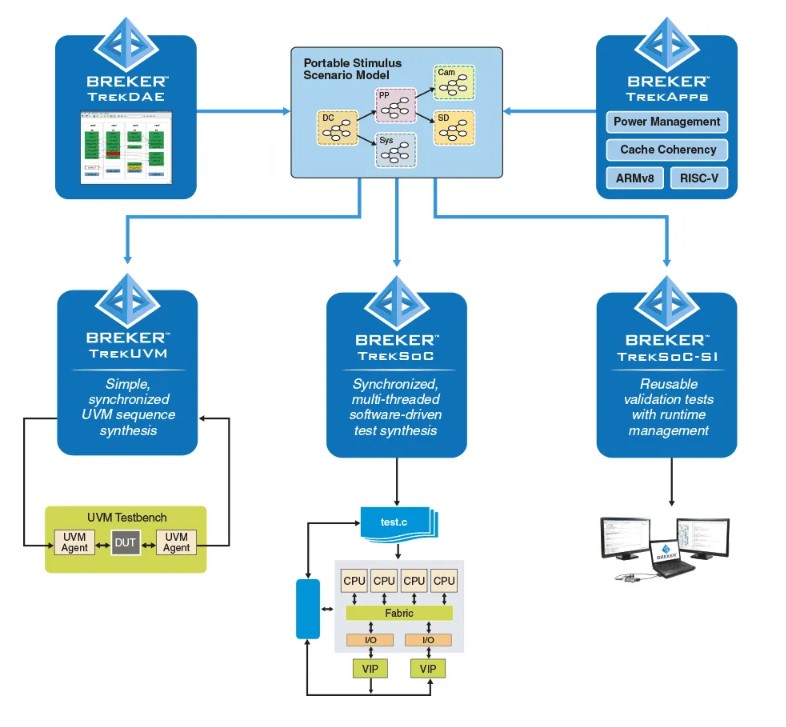 BREKER™
TREKDAE
Portable Stimulus
Scenario Model
DC
PP
Cam
Sys
SD
BREKER™
TREKAPPS
Power Management
Cache Coherency
ARMv8
RISC-V
BREKER™
TREKUVM
Simple,
synchronized
UVM sequence
synthesis
BREKER™
TREKSOC
Synchronized,
multi-threaded
software-driven
test synthesis
BREKER™
TREKSOC-SI
Reusable
validation tests
with runtime
management
UVM Testbench
UVM
Agent
DUT
UVM
Agent
test.c
CPU
CPU
CPU
CPU
Fabric
I/O
I/O
VIP
VIP
BREKER